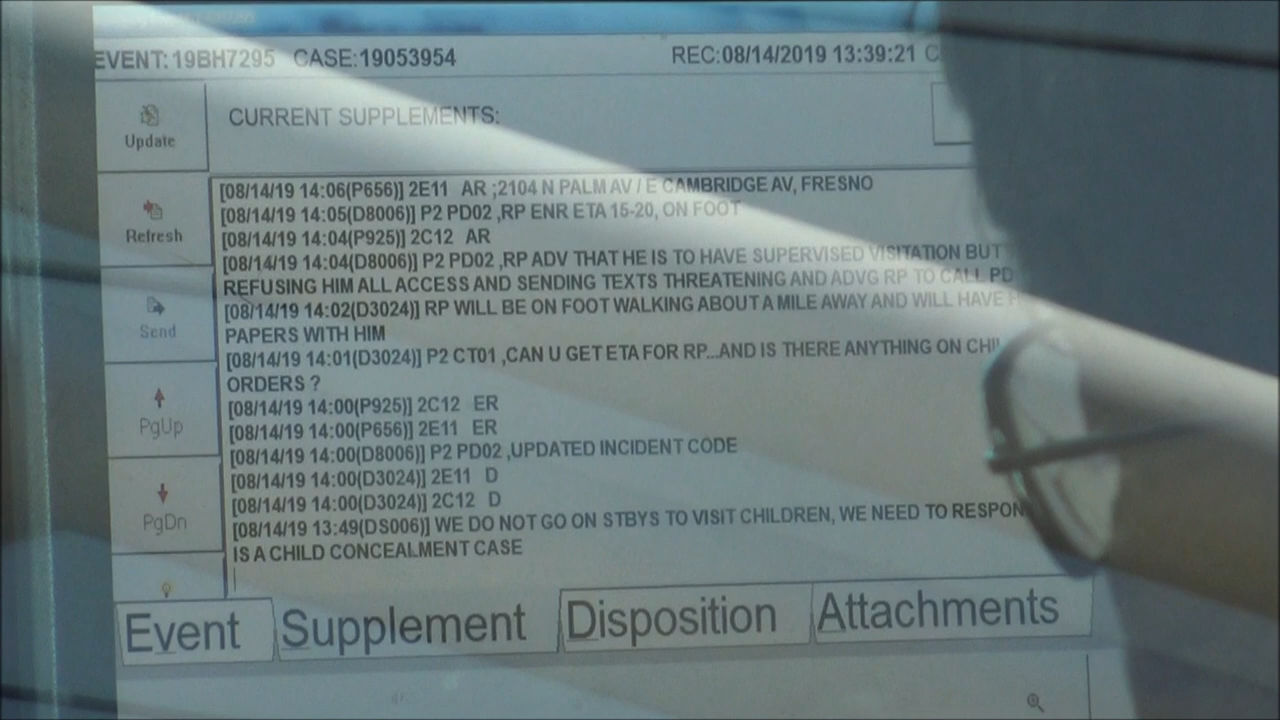 EVENT:19BH7295 CASE:19053954 REC:08/14/2019 13:39:21 C
Update
CURRENT SUPPLEMENTS:
Refresh
[08/14/19 14:06(P656)] 2E11 AR ;2104 N PALM AV / E CAMBRIDGE AV, FRESNO
[08/14/19 14:05(D8006)] P2 PD02 ,RP ENR ETA 15-20, ON FOOT
[08/14/19 14:04(P925)] 2C12 AR
[08/14/19 14:04(D8006)] P2 PD02 ,RP ADV THAT HE IS TO HAVE SUPERVISED VISITATION BUT
REFUSING HIM ALL ACCESS AND SENDING TEXTS THREATENING AND ADVG RP TO CALL PD
[08/14/19 14:02(D3024)] RP WILL BE ON FOOT WALKING ABOUT A MILE AWAY AND WILL HAVE
PAPERS WITH HIM
[08/14/19 14:01(D3024)] P2 CT01 ,CAN U GET ETA FOR RP...AND IS THERE ANYTHING ON
ORDERS ?
[08/14/19 14:00(P925)] 2C12 ER
[08/14/19 14:00(P656)] 2E11 ER
[08/14/19 14:00(D8006)] P2 PD02 ,UPDATED INCIDENT CODE
[08/14/19 14:00(D3024)] 2E11 D
[08/14/19 14:00(D3024)] 2C12 D
[08/14/19 13:49(DS006)] WE DO NOT GO ON STBYS TO VISIT CHILDREN, WE NEED TO RESPON
IS A CHILD CONCEALMENT CASE
Send
PgUp
PgDn
Event Supplement Disposition Attachments